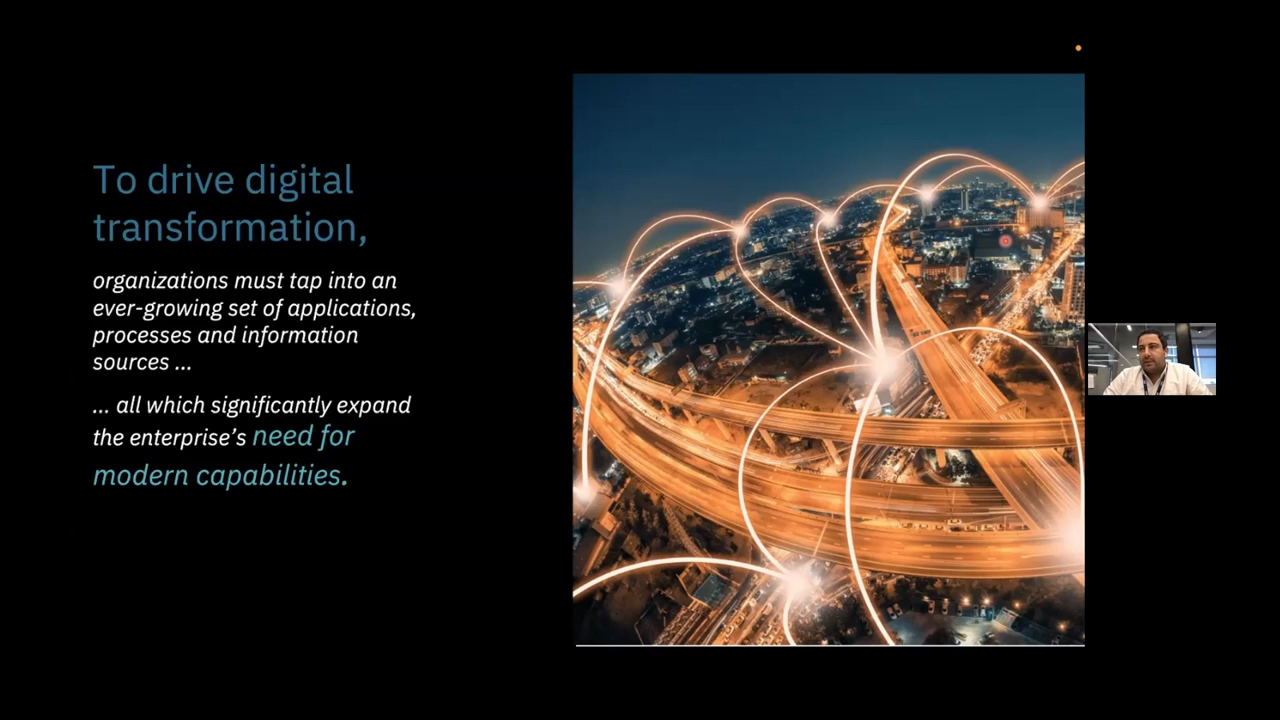 To drive digital
transformation,
organizations must tap into an
ever-growing set of applications,
processes and information
sources ...
... all which significantly expand
the enterprise’s need for
modern capabilities.